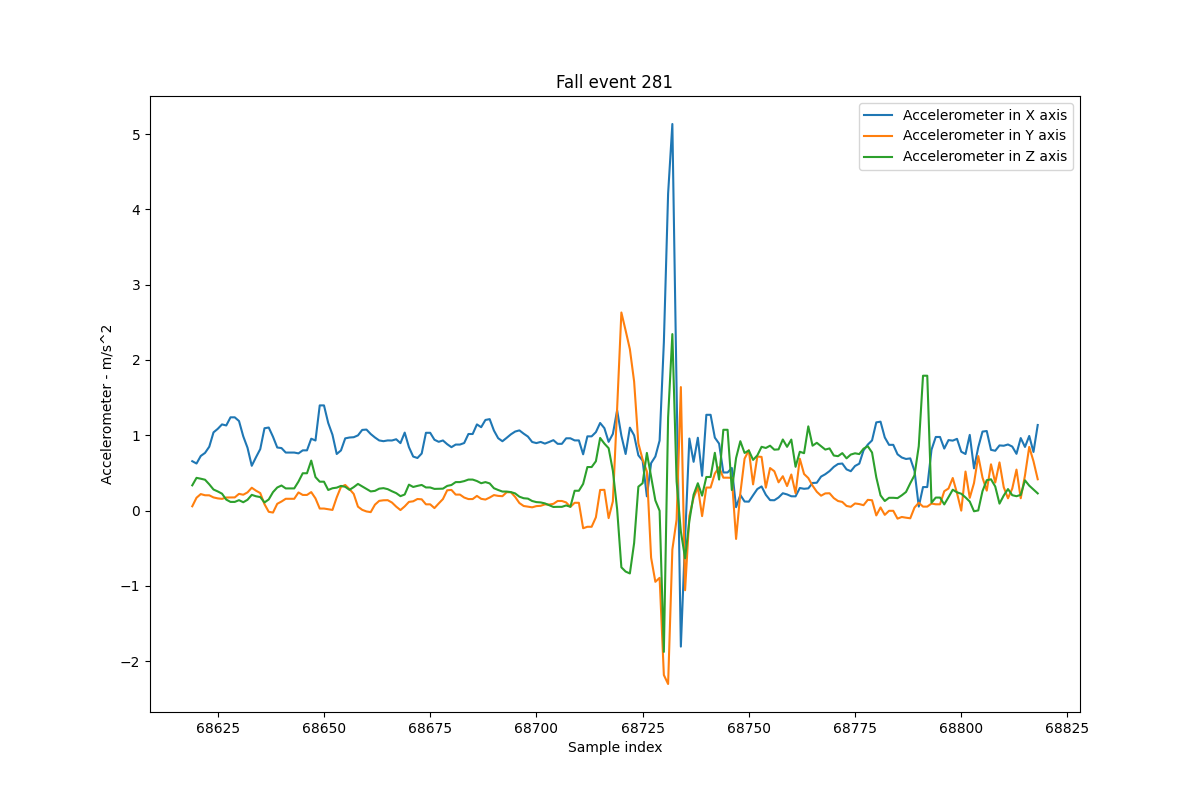 Fall event 281
Accelerometer in X axis
Accelerometer in Y axis
Accelerometer in Z axis
Accelerometer - m/s^2
5
4
3
2
1
0
−1
−2
68625 68650 68675 68700 68725 68750 68775 68800 68825
Sample index